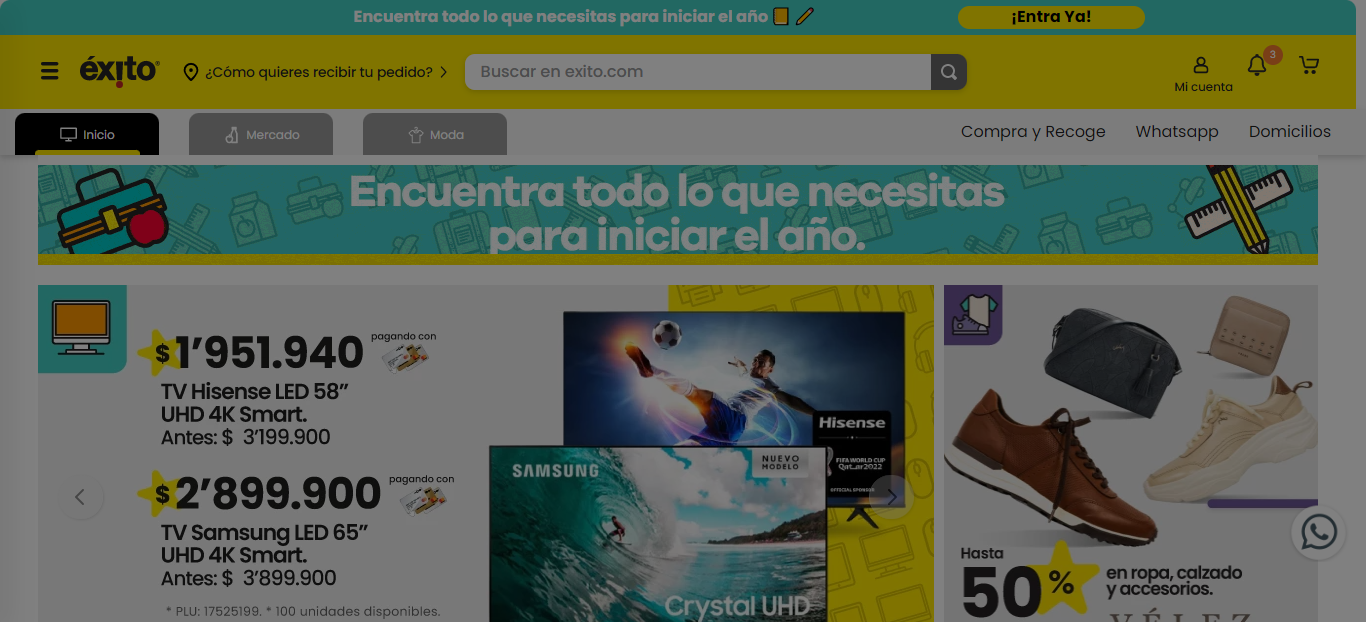 Encuentra todo lo que necesitas para iniciar el año
¡Entra Ya!
éxito
¿Cómo quieres recibir tu pedido?
Buscar en exito.com
Mi cuenta
3
Inicio
Mercado
Moda
Compra y Recoge
Whatsapp
Domicilios
Encuentra todo lo que necesitas
para iniciar el año.
$1’951.940
pagando con
TV Hisense LED 58”
UHD 4K Smart.
Antes: $ 3’199.900
$2’899.900
pagando con
TV Samsung LED 65”
UHD 4K Smart.
Antes: $ 3’899.900
* PLU: 17525199. * 100 unidades disponibles.
Hisense
FIFA WORLD CUP
Qatar2022
OFFICIAL SPONSOR
SAMSUNG
NUEVO
MODELO
Crystal UHD
Hasta
50%
en ropa, calzado
y accesorios.
VÉLEZ